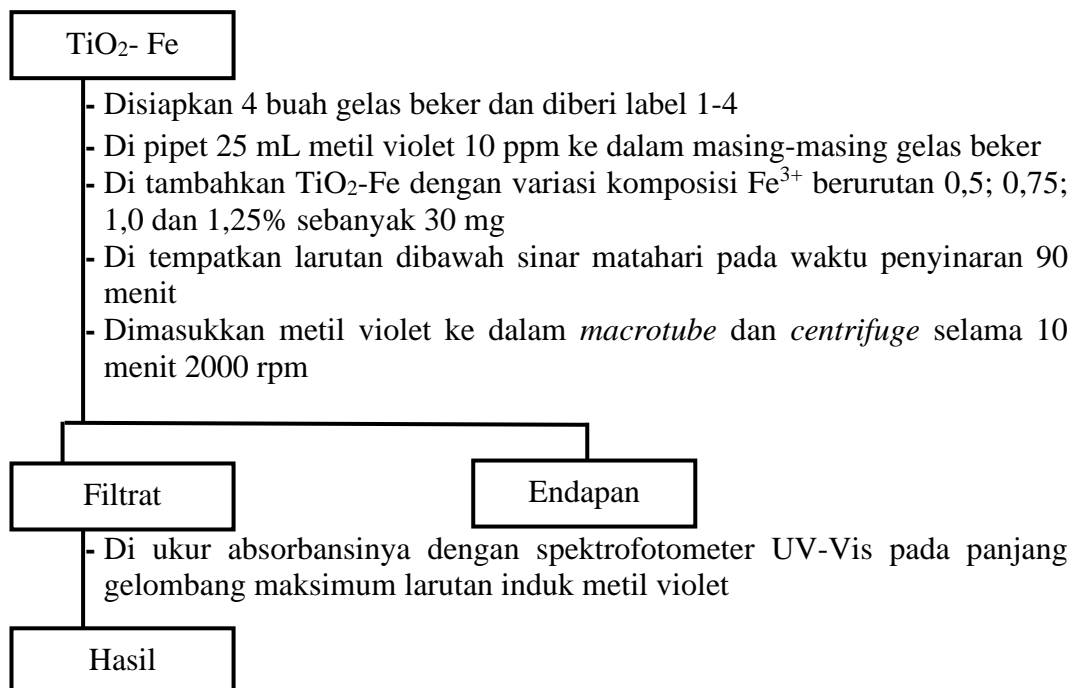 TiO₂- Fe
- Disiapkan 4 buah gelas beker dan diberi label 1-4
- Di pipet 25 mL metil violet 10 ppm ke dalam masing-masing gelas beker
- Di tambahkan TiO₂-Fe dengan variasi komposisi Fe³⁺ berurutan 0,5; 0,75;
1,0 dan 1,25% sebanyak 30 mg
- Di tempatkan larutan dibawah sinar matahari pada waktu penyinaran 90
menit
- Dimasukkan metil violet ke dalam macrotube dan centrifuge selama 10
menit 2000 rpm
Filtrat
Endapan
- Di ukur absorbansinya dengan spektrofotometer UV-Vis pada panjang
gelombang maksimum larutan induk metil violet
Hasil